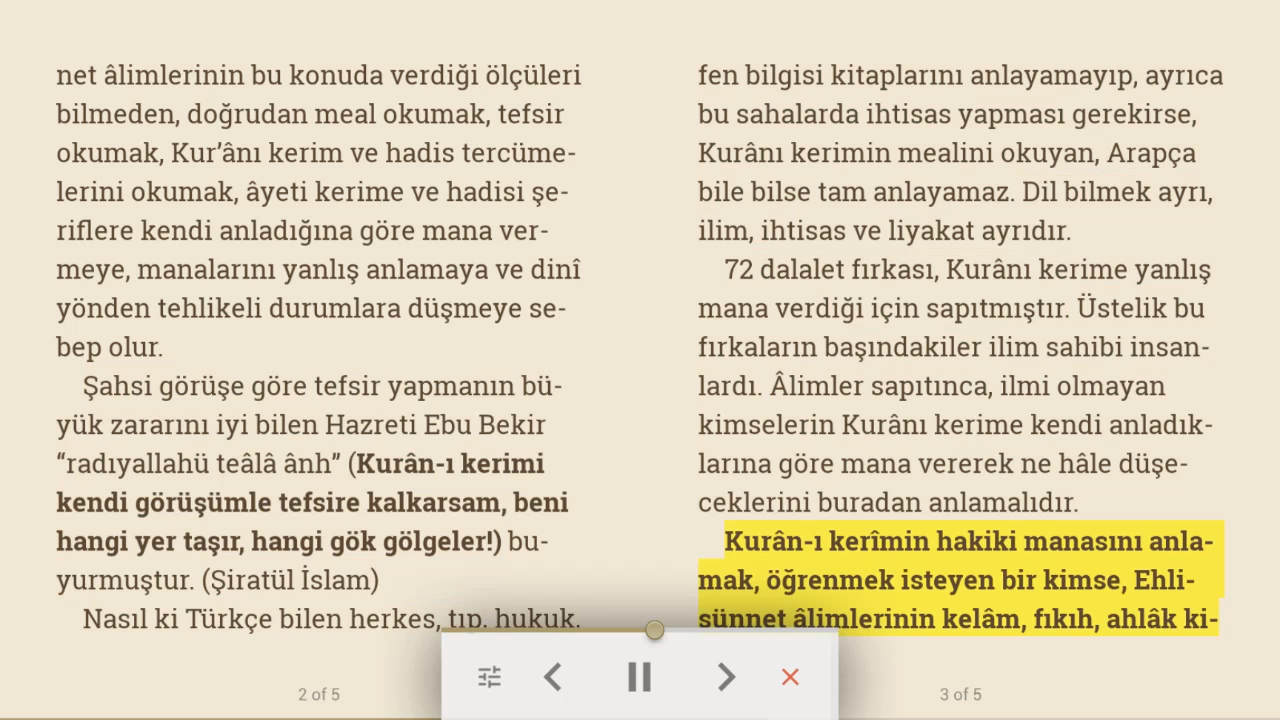 net âlimlerinin bu konuda verdiği ölçüleri
bilmeden, doğrudan meal okumak, tefsir
okumak, Kur’ânı kerim ve hadis tercüme-
lerini okumak, âyeti kerime ve hadisi şe-
riflere kendi anladığına göre mana ver-
meye, manalarını yanlış anlamaya ve dinî
yönden tehlikeli durumlara düşmeye se-
bep olur.
Şahsi görüşe göre tefsir yapmanın bü-
yük zararını iyi bilen Hazreti Ebu Bekir
“radıyallahü teâlâ ânh” (Kurân-ı kerimi
kendi görüşümle tefsire kalkarsam, beni
hangi yer taşır, hangi gök gölgeler!) bu-
yurmuştur. (Şiratül İslam)
Nasıl ki Türkçe bilen herkes, tıp, hukuk,
2 of 5
fen bilgisi kitaplarını anlayamayıp, ayrıca
bu sahalarda ihtisas yapması gerekirse,
Kurânı kerimin mealini okuyan, Arapça
bile bilse tam anlayamaz. Dil bilmek ayrı,
ilim, ihtisas ve liyakat ayrıdır.
72 dalalet fırkası, Kurânı kerime yanlış
mana verdiği için sapıtmıştır. Üstelik bu
fırkaların başındakiler ilim sahibi insan-
lardı. Âlimler sapıtınca, ilmi olmayan
kimselerin Kurânı kerime kendi anladık-
larına göre mana vererek ne hâle düşe-
ceklerini buradan anlamalıdır.
Kurân-ı kerîmin hakiki manasını anla-
mak, öğrenmek isteyen bir kimse, Ehli-
sünnet âlimlerinin kelâm, fıkıh, ahlâk ki-
3 of 5